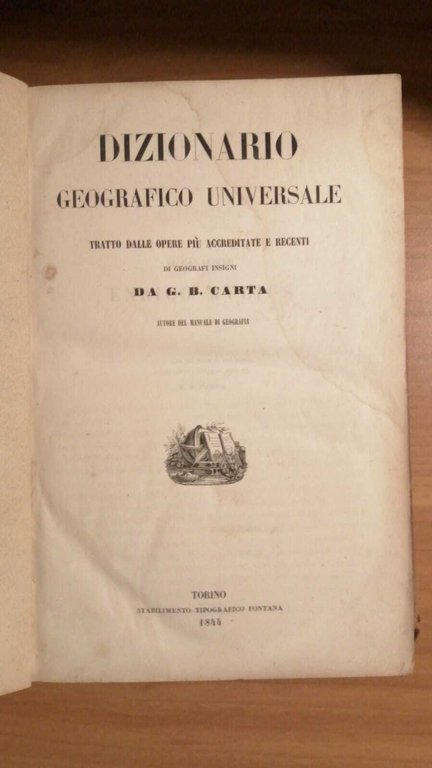 DIZIONARIO
GEOGRAFICO UNIVERSALE
TRATTO DALLE OPERE PIÙ ACCREDITATE E RECENTI
DI GEOGRAFI INSIGNI
DA G. B. CARTA
AUTORE DEL MANUALE DI GEOGRAFIA
TORINO
STABILIMENTO TIPOGRAFICO FONTANA
1844